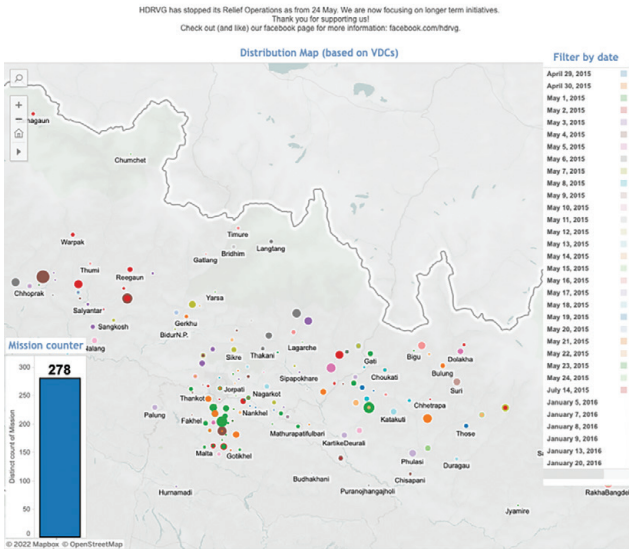 HDRVG has stopped its Relief Operations as from 24 May. We are now focusing on longer term initiatives.
Thank you for supporting us!
Check out (and like) our facebook page for more information: facebook.com/hdrvg.
Distribution Map (based on VDCs)
Filter by date
April 29, 2015
April 30, 2015
May 1, 2015
May 2, 2015
May 3, 2015
May 4, 2015
May 5, 2015
May 6, 2015
May 7, 2015
May 8, 2015
May 9, 2015
May 10, 2015
May 11, 2015
May 12, 2015
May 13, 2015
May 14, 2015
May 15, 2015
May 16, 2015
May 17, 2015
May 18, 2015
May 19, 2015
May 20, 2015
May 21, 2015
May 22, 2015
May 23, 2015
May 24, 2015
July 14, 2015
January 5, 2016
January 7, 2016
January 8, 2016
January 9, 2016
January 13, 2016
January 20, 2016
+
−
nagaun
Chumchet
Warpak
Timure
Langtang
Bridhim
Gatlang
Thumi
Reegaun
Chhoprak
Yarsa
Salyantar
Sangkosh
Gerkhu
BidurN.P.
Nalang
Lagarche
Sikre
Thakani
Gati
Bigu
Dolakha
Sipapokhare
Choukati
Bulung
Suri
Jorpati
Nagarkot
Thankot
Palung
Nankhel
Chhetrapa
Fakhel
Katakuti
Mathurapatifulbari
KartikeDeurali
Those
Malta
Gotikhel
Phulasi
Duragau
Budhakhani
Chisapani
Hurnamadi
Puranojhangajholi
Jyamire
Sa
RakhaBangdel
Mission counter
278
Distinct count of Mission
300
250
200
150
100
50
0
© 2022 Mapbox © OpenStreetMap